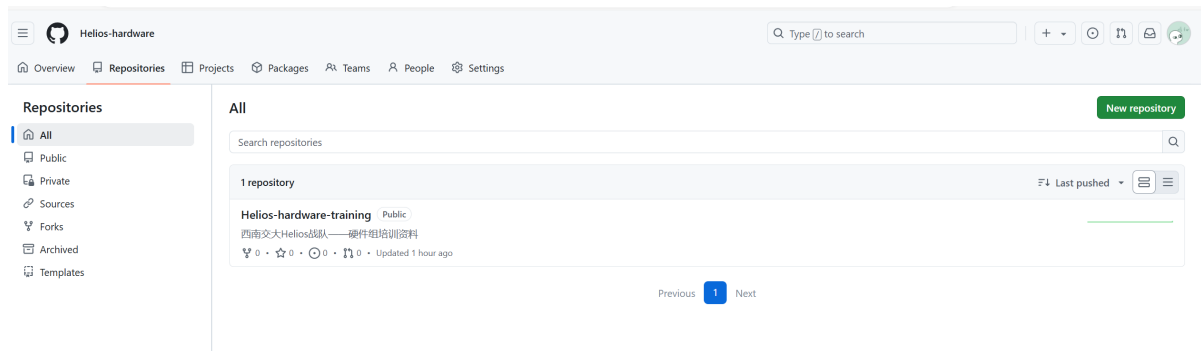 Helios-hardware
Type / to search
Overview Repositories Projects Packages Teams People Settings
Repositories
All
Public
Private
Sources
Forks
Archived
Templates
All
New repository
Search repositories
1 repository
Last pushed
Helios-hardware-training Public
西南交大Helios战队——硬件组培训资料
0 · 0 · 0 · 0 · Updated 1 hour ago
Previous 1 Next